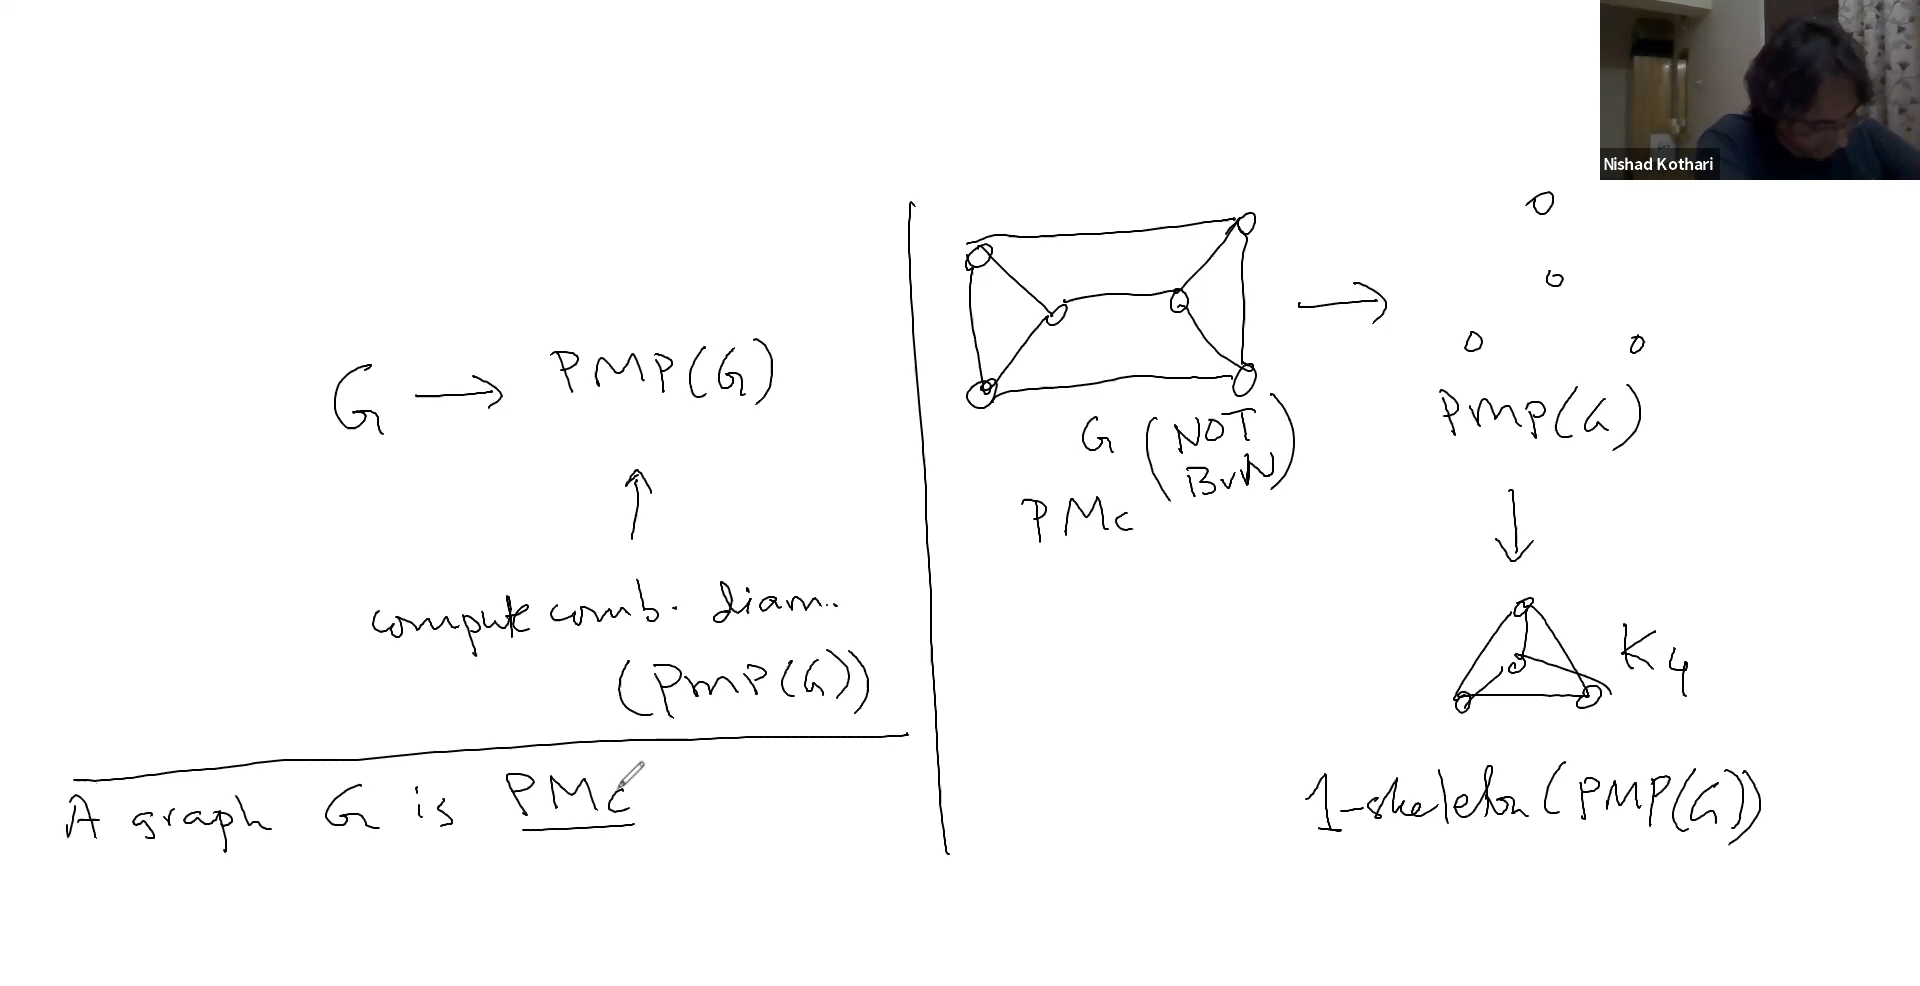 Nishad Kothari
G → PMP(G)
compute comb. diam.
(PMP(G))
A graph G is PMc
G (NOT
BvN)
PMc
PMP(G)
K4
1-skeleton(PMP(G))